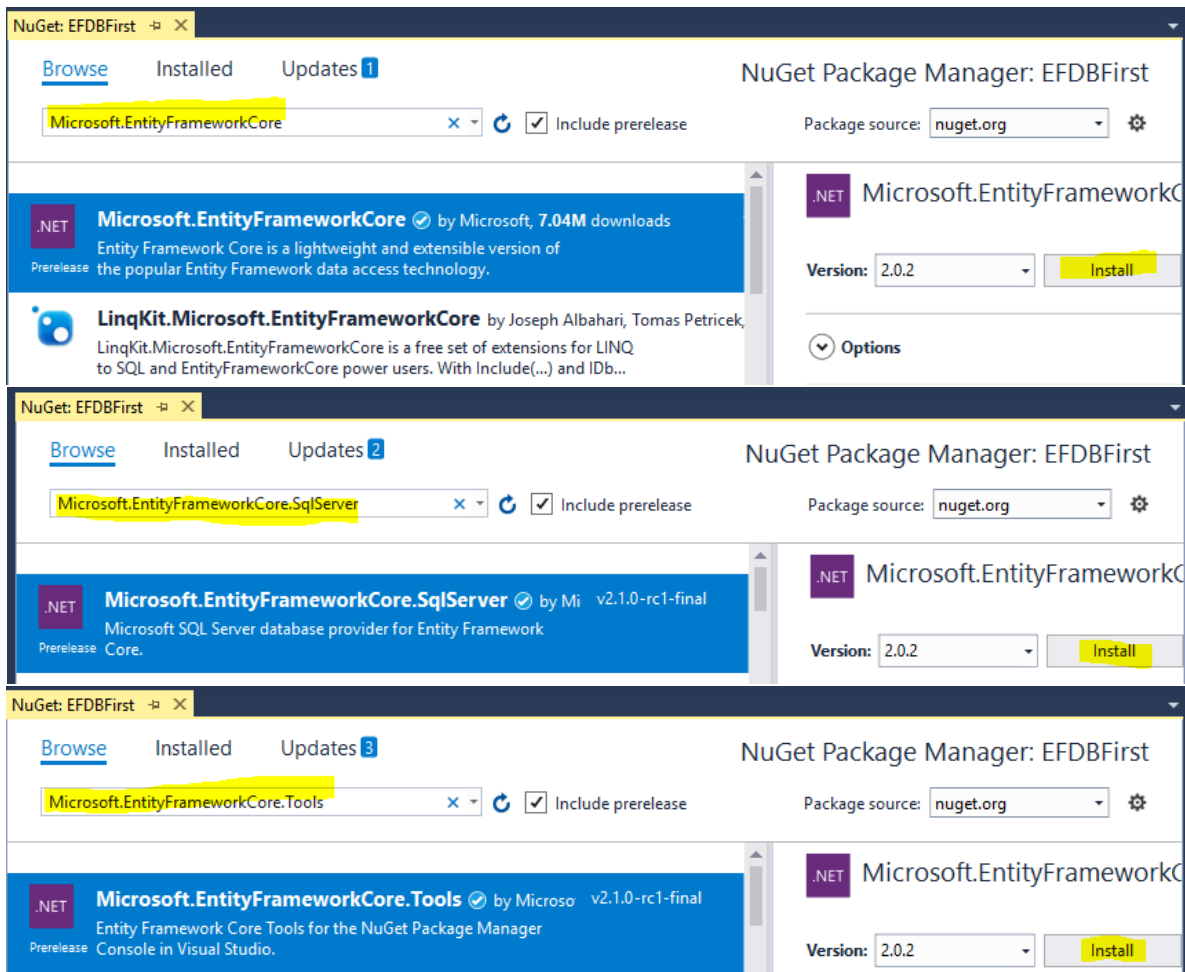 NuGet: EFDBFirst
Browse Installed Updates 1 NuGet Package Manager: EFDBFirst
Microsoft.EntityFrameworkCore Include prerelease Package source: nuget.org
.NET Microsoft.EntityFrameworkCore by Microsoft, 7.04M downloads
Entity Framework Core is a lightweight and extensible version of
Prerelease the popular Entity Framework data access technology.
LinqKit.Microsoft.EntityFrameworkCore by Joseph Albahari, Tomas Petricek,
LinqKit.Microsoft.EntityFrameworkCore is a free set of extensions for LINQ
to SQL and EntityFrameworkCore power users. With Include(...) and IDb...
.NET Microsoft.EntityFrameworkC
Version: 2.0.2 Install
Options
NuGet: EFDBFirst
Browse Installed Updates 2 NuGet Package Manager: EFDBFirst
Microsoft.EntityFrameworkCore.SqlServer Include prerelease Package source: nuget.org
.NET Microsoft.EntityFrameworkCore.SqlServer by Mi v2.1.0-rc1-final
Microsoft SQL Server database provider for Entity Framework
Prerelease Core.
.NET Microsoft.EntityFrameworkC
Version: 2.0.2 Install
NuGet: EFDBFirst
Browse Installed Updates 3 NuGet Package Manager: EFDBFirst
Microsoft.EntityFrameworkCore.Tools Include prerelease Package source: nuget.org
.NET Microsoft.EntityFrameworkCore.Tools by Microso v2.1.0-rc1-final
Entity Framework Core Tools for the NuGet Package Manager
Prerelease Console in Visual Studio.
.NET Microsoft.EntityFrameworkC
Version: 2.0.2 Install